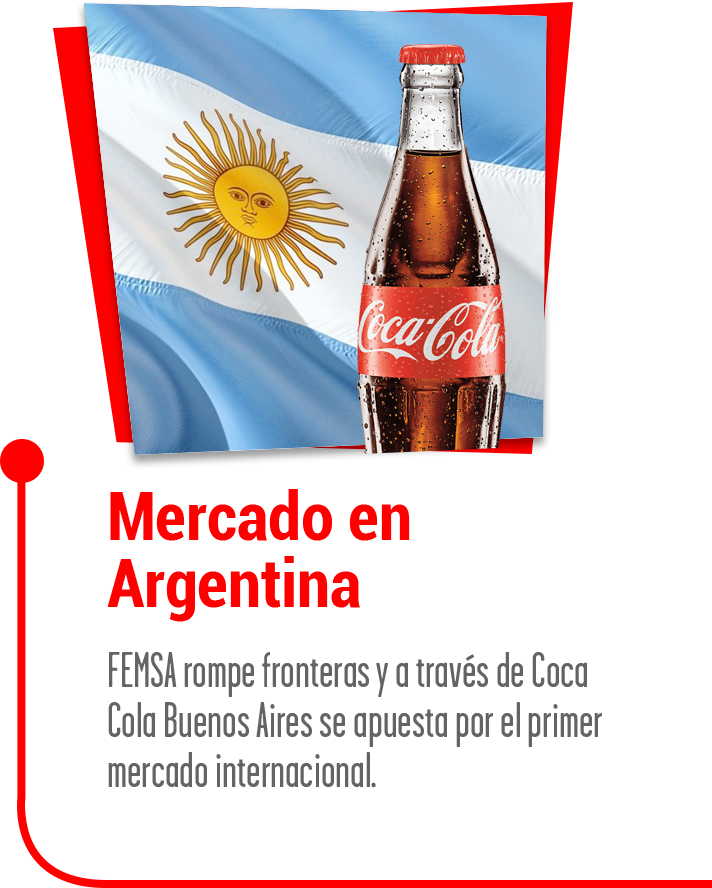 Coca-Cola
Mercado en
Argentina
FEMSA rompe fronteras y a través de Coca
Cola Buenos Aires se apuesta por el primer
mercado internacional.